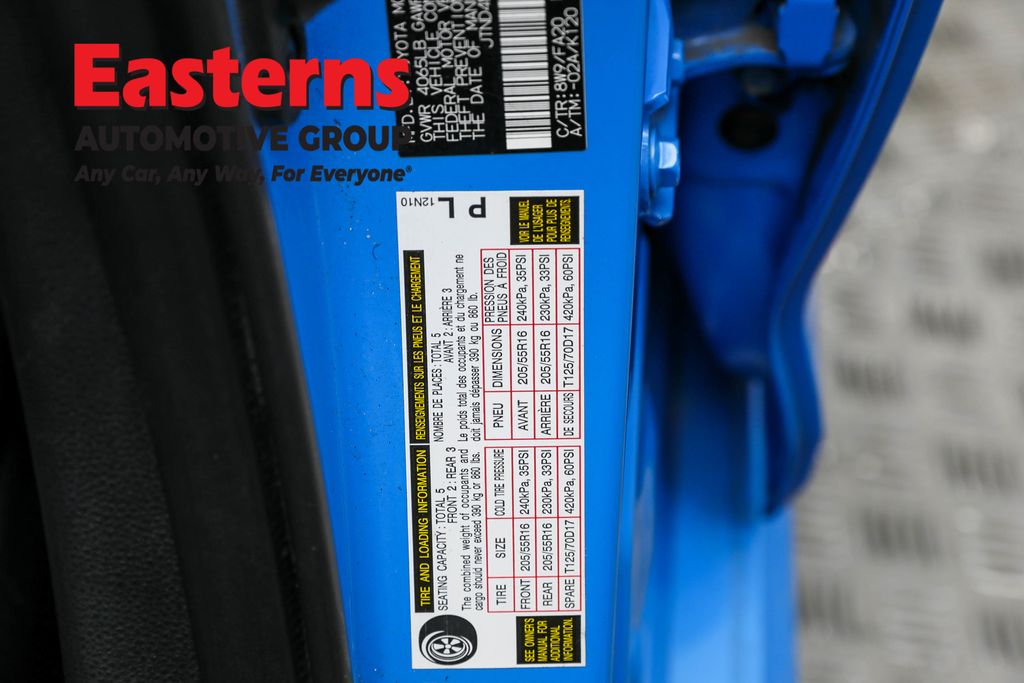 Easterns
AUTOMOTIVE GROUP
Any Car, Any Way, For Everyone®
GVWR 4065LB GAWR
THIS VEHICLE
FEDERAL MOTOR
THEFT PREVENTION
THE DATE OF
C/TR: 8W9/FA20
A/TM: -02A/K120
12N10
P L
TIRE AND LOADING INFORMATION
RENSEIGNEMENTS SUR LES PNEUS ET LE CHARGEMENT
SEATING CAPACITY : TOTAL 5
FRONT 2 : REAR 3
NOMBRE DE PLACES : TOTAL 5
AVANT 2 : ARRIÈRE 3
The combined weight of occupants and
cargo should never exceed 390 kg or 860 lbs.
Le poids total des occupants et du chargement ne
doit jamais dépasser 390 kg ou 860 lb.
TIRE SIZE COLD TIRE PRESSURE
FRONT 205/55R16 240kPa, 35PSI
REAR 205/55R16 230kPa, 33PSI
SPARE T125/70D17 420kPa, 60PSI
PNEU DIMENSIONS PRESSION DES
PNEUS À FROID
AVANT 205/55R16 240kPa, 35PSI
ARRIÈRE 205/55R16 230kPa, 33PSI
DE SECOURS T125/70D17 420kPa, 60PSI
SEE OWNER'S
MANUAL FOR
ADDITIONAL
INFORMATION.
VOIR LE MANUEL
DE L'USAGER
POUR PLUS DE
RENSEIGNEMENTS.